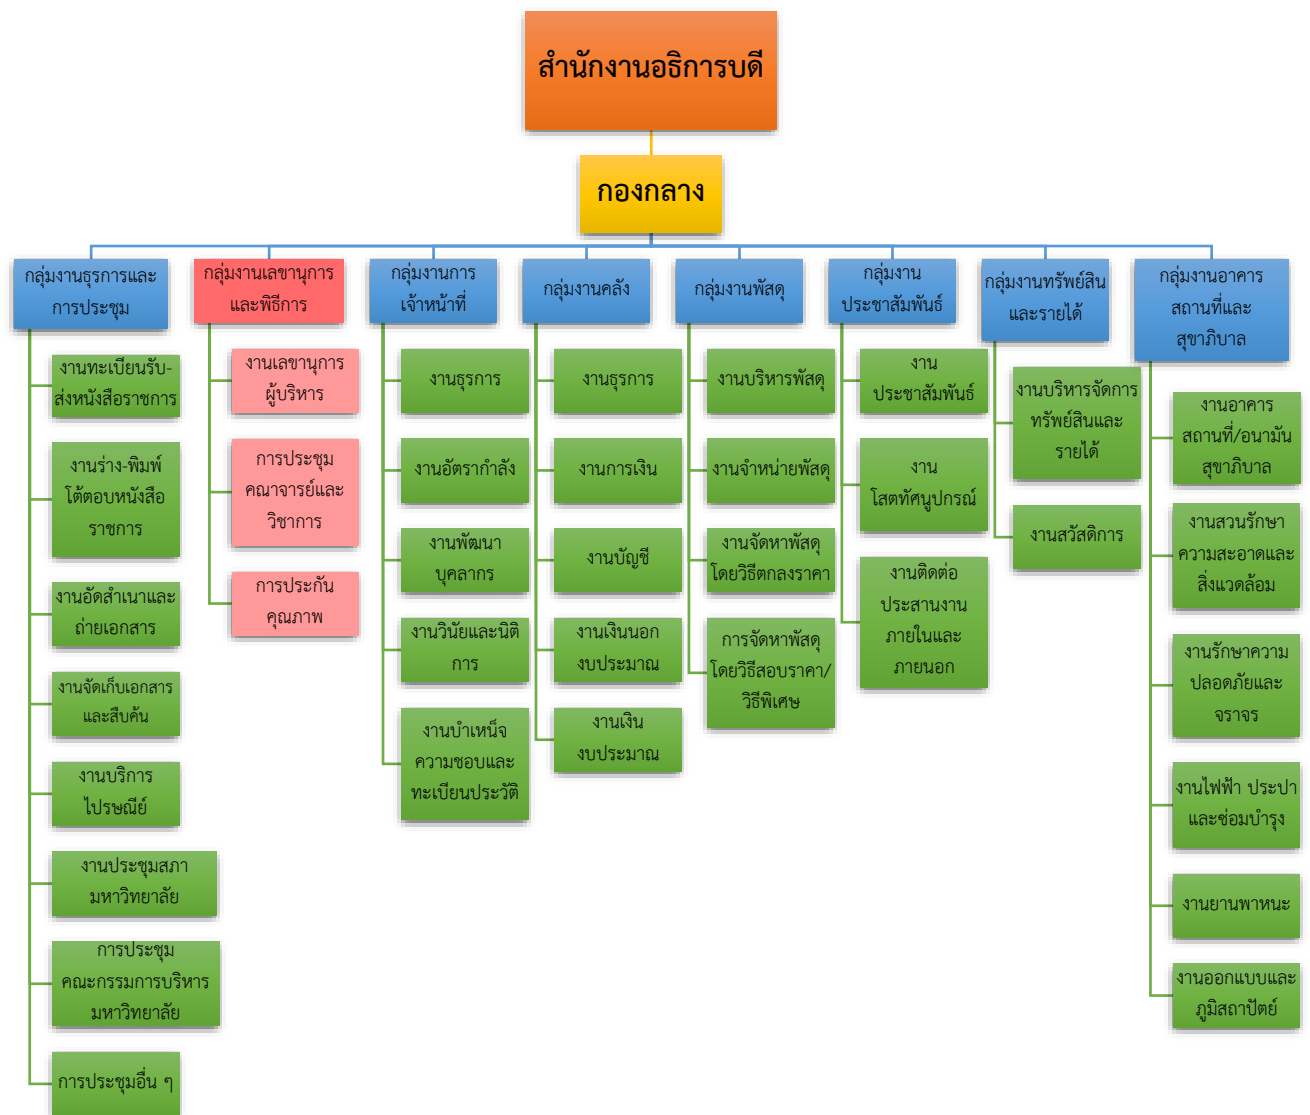 สำนักงานอธิการบดี
กองกลาง
กลุ่มงานธุรการและ
การประชุม
งานทะเบียนรับ-
ส่งหนังสือราชการ
งานร่าง-พิมพ์
โต้ตอบหนังสือ
ราชการ
งานอัดสำเนาและ
ถ่ายเอกสาร
งานจัดเก็บเอกสาร
และสืบค้น
งานบริการ
ไปรษณีย์
งานประชุมสภา
มหาวิทยาลัย
การประชุม
คณะกรรมการบริหาร
มหาวิทยาลัย
การประชุมอื่น ๆ
กลุ่มงานเลขานุการ
และพิธีการ
งานเลขานุการ
ผู้บริหาร
การประชุม
คณาจารย์และ
วิชาการ
การประกัน
คุณภาพ
กลุ่มงานการ
เจ้าหน้าที่
งานธุรการ
งานอัตรากำลัง
งานพัฒนา
บุคลากร
งานวินัยและนิติ
การ
งานบำเหน็จ
ความชอบและ
ทะเบียนประวัติ
กลุ่มงานคลัง
งานธุรการ
งานการเงิน
งานบัญชี
งานเงินนอก
งบประมาณ
งานเงิน
งบประมาณ
กลุ่มงานพัสดุ
งานบริหารพัสดุ
งานจำหน่ายพัสดุ
งานจัดหาพัสดุ
โดยวิธีตกลงราคา
การจัดหาพัสดุ
โดยวิธีสอบราคา/
วิธีพิเศษ
กลุ่มงาน
ประชาสัมพันธ์
งาน
ประชาสัมพันธ์
งาน
โสตทัศนูปกรณ์
งานติดต่อ
ประสานงาน
ภายในและ
ภายนอก
กลุ่มงานทรัพย์สิน
และรายได้
งานบริหารจัดการ
ทรัพย์สินและ
รายได้
งานสวัสดิการ
กลุ่มงานอาคาร
สถานที่และ
สุขาภิบาล
งานอาคาร
สถานที่/อนามัน
สุขาภิบาล
งานสวนรักษา
ความสะอาดและ
สิ่งแวดล้อม
งานรักษาความ
ปลอดภัยและ
จราจร
งานไฟฟ้า ประปา
และซ่อมบำรุง
งานยานพาหนะ
งานออกแบบและ
ภูมิสถาปัตย์